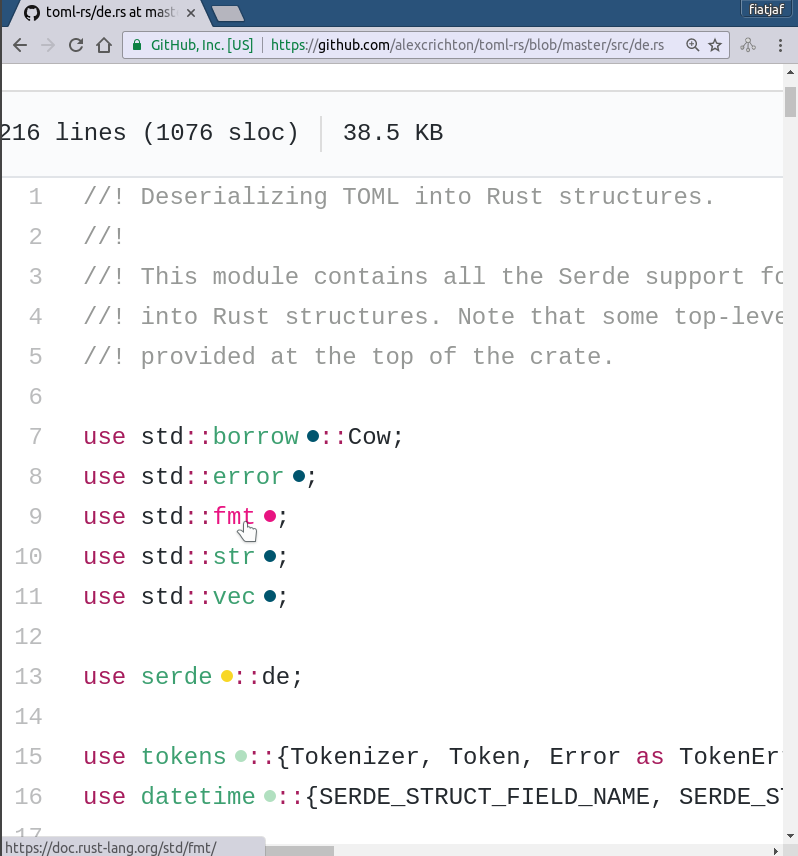 toml-rs/de.rs at mast
fiatjaf
GitHub, Inc. [US] https://github.com/alexcrichton/toml-rs/blob/master/src/de.rs
216 lines (1076 sloc) 38.5 KB
1 //! Deserializing TOML into Rust structures.
2 //!
3 //! This module contains all the Serde support fo
4 //! into Rust structures. Note that some top-leve
5 //! provided at the top of the crate.
6
7 use std::borrow ::Cow;
8 use std::error ;
9 use std::fmt ;
10 use std::str ;
11 use std::vec ;
12
13 use serde ::de;
14
15 use tokens ::{Tokenizer, Token, Error as TokenEr
16 use datetime ::{SERDE_STRUCT_FIELD_NAME, SERDE_ST
17
https://doc.rust-lang.org/std/fmt/